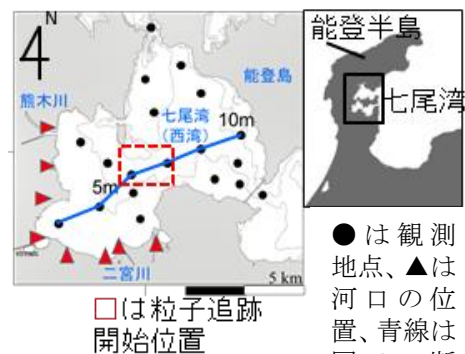 N
能登半島
七尾湾
能登島
熊木川
七尾湾
(西湾)
10m
5m
二宮川
5 km
□は粒子追跡
開始位置
●は観測
地点、▲は
河口の位
置、青線は